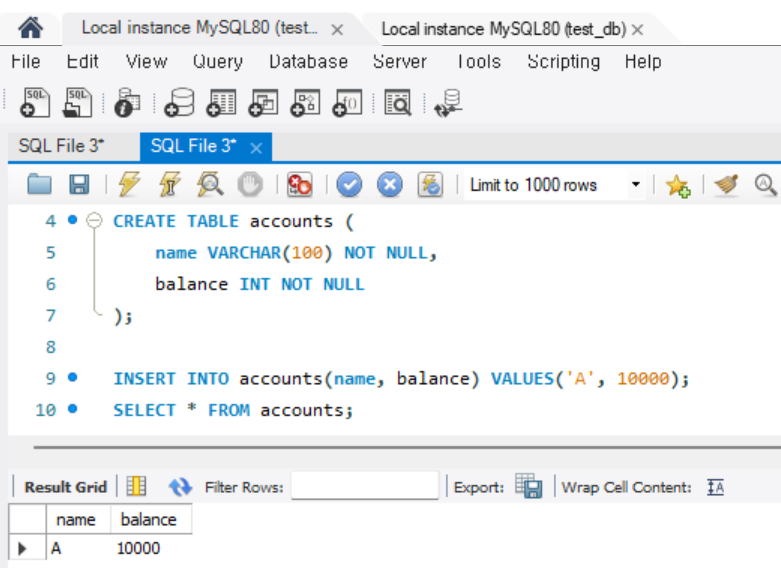 Local instance MySQL80 (test_... × Local instance MySQL80 (test_db) ×
File Edit View Query Database Server Tools Scripting Help
SQL File 3* SQL File 3* ×
Limit to 1000 rows
4 CREATE TABLE accounts (
5 name VARCHAR(100) NOT NULL,
6 balance INT NOT NULL
7 );
8
9 INSERT INTO accounts(name, balance) VALUES('A', 10000);
10 SELECT * FROM accounts;
Result Grid Filter Rows: Export: Wrap Cell Content: IA
name balance
A 10000